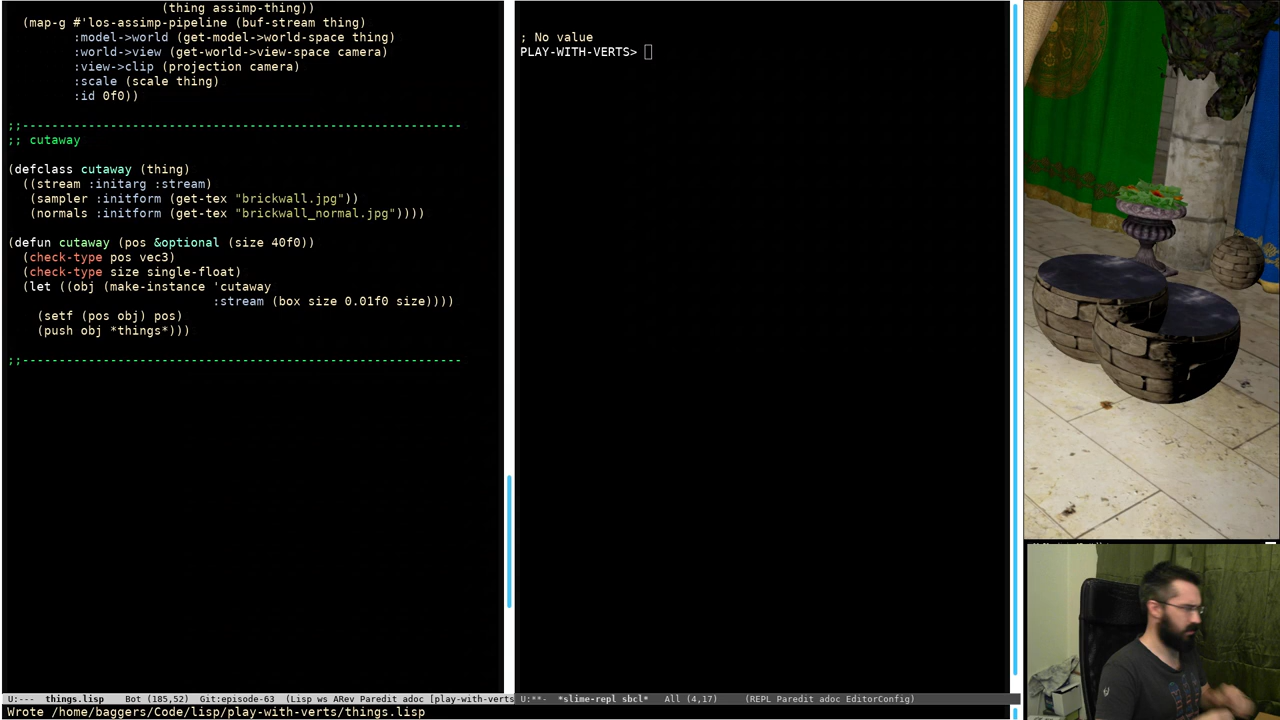 (thing assimp-thing))
(map-g #'los-assimp-pipeline (buf-stream thing)
:model->world (get-model->world-space thing)
:world->view (get-world->view-space camera)
:view->clip (projection camera)
:scale (scale thing)
:id 0f0))
;;------------------------------------------------------------
;; cutaway
(defclass cutaway (thing)
((stream :initarg :stream)
(sampler :initform (get-tex "brickwall.jpg"))
(normals :initform (get-tex "brickwall_normal.jpg"))))
(defun cutaway (pos &optional (size 40f0))
(check-type pos vec3)
(check-type size single-float)
(let ((obj (make-instance 'cutaway
:stream (box size 0.01f0 size))))
(setf (pos obj) pos)
(push obj *things*)))
;;------------------------------------------------------------
U:--- things.lisp Bot (185,52) Git:episode-63 (Lisp ws ARev Paredit adoc [play-with-verts
Wrote /home/baggers/Code/lisp/play-with-verts/things.lisp
; No value
PLAY-WITH-VERTS>
U:**- *slime-repl sbcl* All (4,17) (REPL Paredit adoc EditorConfig)